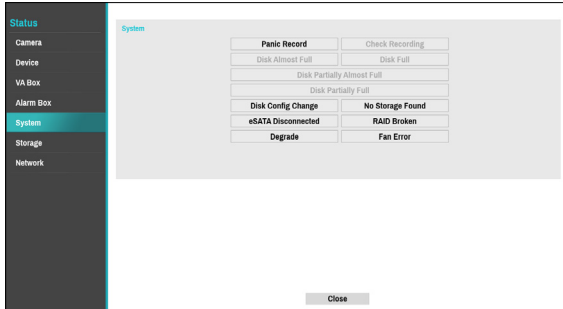 Status
Camera
Device
VA Box
Alarm Box
System
Storage
Network
System
Panic Record
Check Recording
Disk Almost Full
Disk Full
Disk Partially Almost Full
Disk Partially Full
Disk Config Change
No Storage Found
eSATA Disconnected
RAID Broken
Degrade
Fan Error
Close